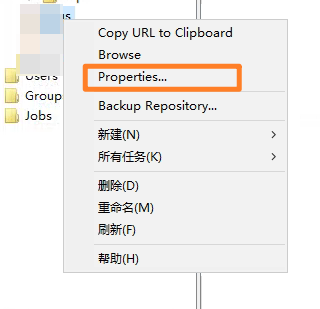 Copy URL to Clipboard
Browse
Users
Properties...
Group
Backup Repository...
Jobs
新建(N)
所有任务(K)
删除(D)
重命名(M)
刷新(F)
帮助(H)